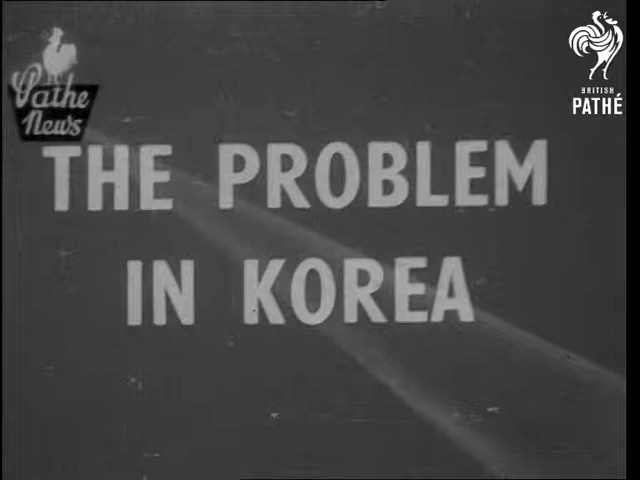 Pathe
News
BRITISH
PATHÉ
THE PROBLEM
IN KOREA